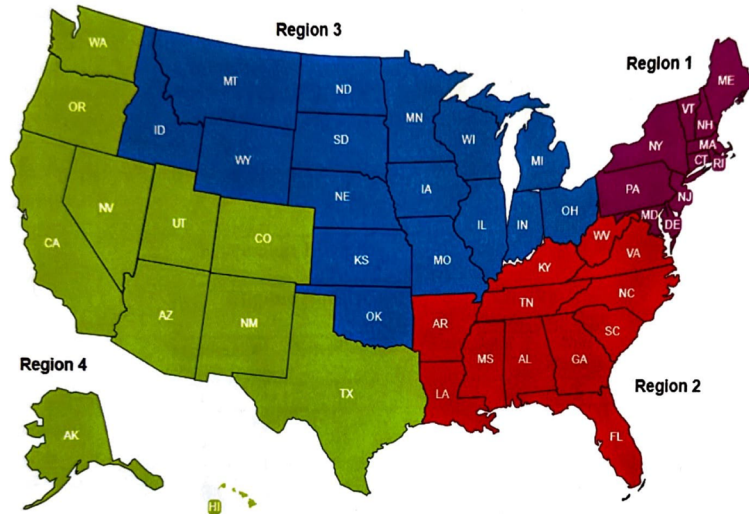 Region 3
Region 1
WA
MT
ND
MN
ME
VT
NH
OR
ID
SD
WI
MI
NY
MA
CT
RI
WY
NE
IA
PA
NJ
NV
UT
CO
IL
IN
OH
MD
DE
CA
KS
MO
WV
VA
KY
AZ
NM
OK
AR
TN
NC
SC
Region 4
MS
AL
GA
Region 2
TX
LA
AK
FL
HI